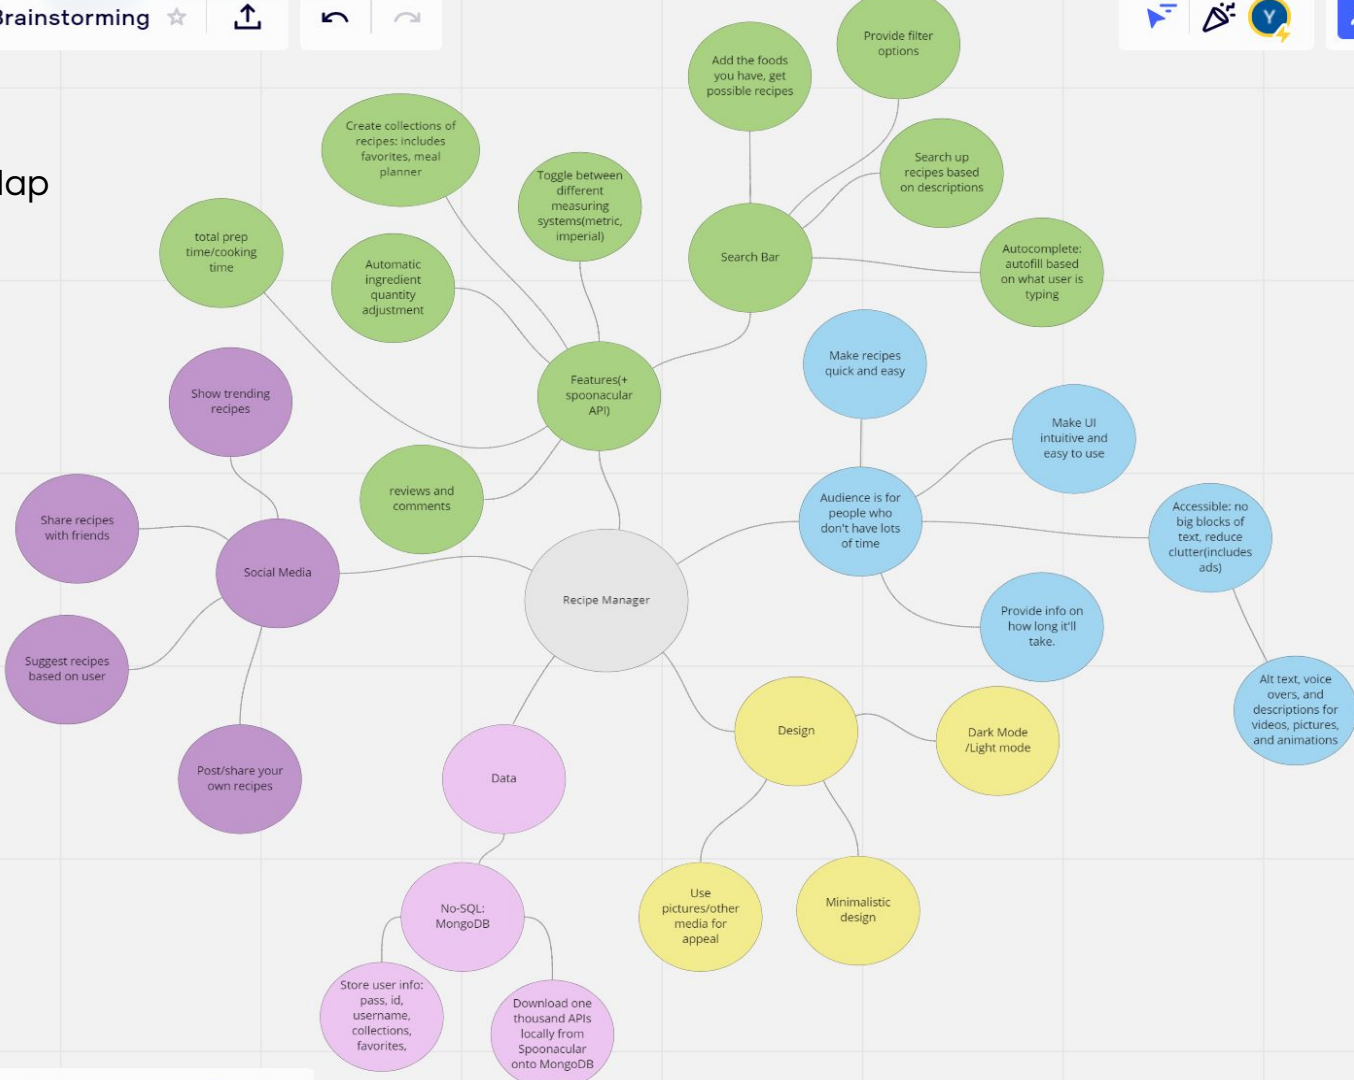 Brainstorming
Y
Map
Add the foods
you have, get
possible recipes
Provide filter
options
Create collections of
recipes: includes
favorites, meal
planner
Toggle between
different
measuring
systems(metric,
imperial)
Search up
recipes based
on descriptions
total prep
time/cooking
time
Automatic
ingredient
quantity
adjustment
Search Bar
Autocomplete:
autofill based
on what user is
typing
Make recipes
quick and easy
Show trending
recipes
Features(+
spoonacular
API)
Make UI
intuitive and
easy to use
reviews and
comments
Share recipes
with friends
Audience is for
people who
don't have lots
of time
Accessible: no
big blocks of
text, reduce
clutter(includes
ads)
Social Media
Recipe Manager
Provide info on
how long it'll
take.
Suggest recipes
based on user
Alt text, voice
overs, and
descriptions for
videos, pictures,
and animations
Design
Dark Mode
/Light mode
Post/share your
own recipes
Data
No-SQL:
MongoDB
Use
pictures/other
media for
appeal
Minimalistic
design
Store user info:
pass, id,
username,
collections,
favorites,
Download one
thousand APIs
locally from
Spoonacular
onto MongoDB